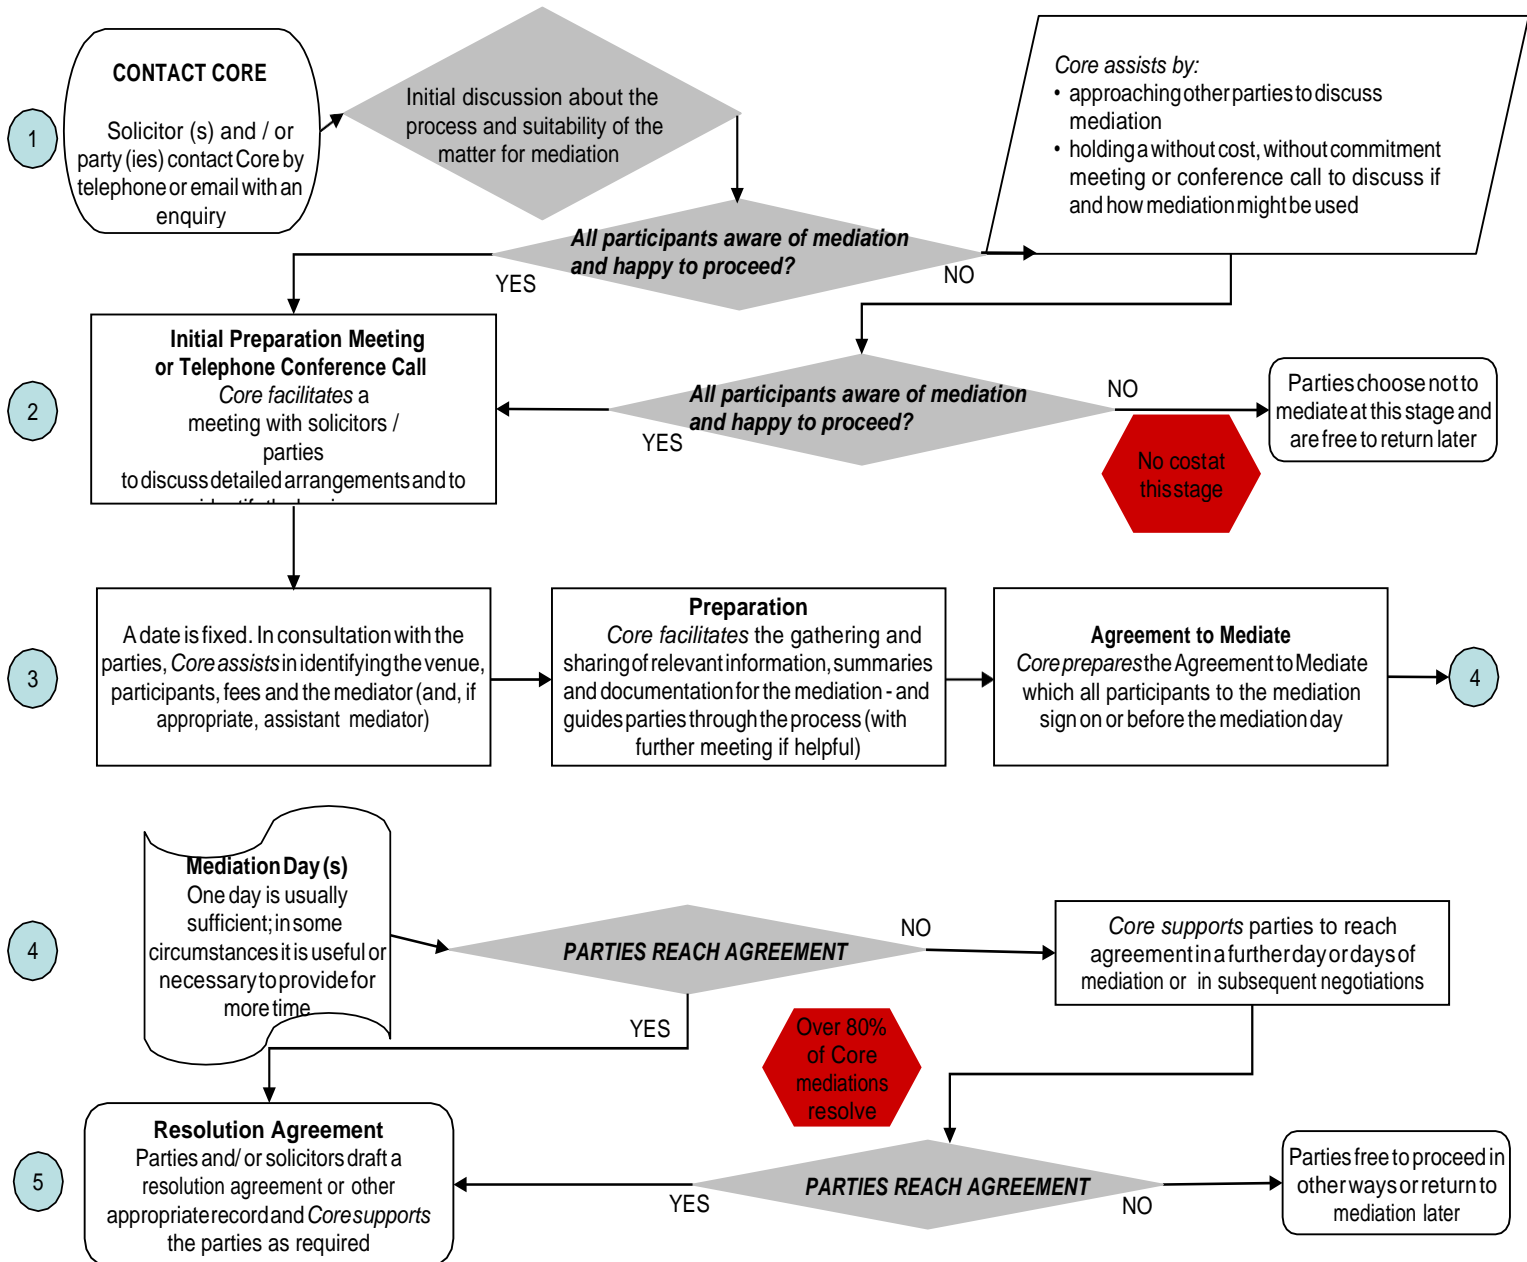 CONTACT CORE
Solicitor (s) and / or
party (ies) contact Core by
telephone or email with an
enquiry
1
Initial discussion about the
process and suitability of the
matter for mediation
Core assists by:
• approaching other parties to discuss
mediation
• holding a without cost, without commitment
meeting or conference call to discuss if
and how mediation might be used
All participants aware of mediation
and happy to proceed?
YES
NO
2
Initial Preparation Meeting
or Telephone Conference Call
Core facilitates a
meeting with solicitors /
parties
to discuss detailed arrangements and to
All participants aware of mediation
and happy to proceed?
YES
NO
No cost at
this stage
Parties choose not to
mediate at this stage and
are free to return later
3
A date is fixed. In consultation with the
parties, Core assists in identifying the venue,
participants, fees and the mediator (and, if
appropriate, assistant mediator)
Preparation
Core facilitates the gathering and
sharing of relevant information, summaries
and documentation for the mediation - and
guides parties through the process (with
further meeting if helpful)
Agreement to Mediate
Core prepares the Agreement to Mediate
which all participants to the mediation
sign on or before the mediation day
4
4
Mediation Day (s)
One day is usually
sufficient; in some
circumstances it is useful or
necessary to provide for
more time
PARTIES REACH AGREEMENT
NO
YES
Core supports parties to reach
agreement in a further day or days of
mediation or in subsequent negotiations
Over 80%
of Core
mediations
resolve
5
Resolution Agreement
Parties and/ or solicitors draft a
resolution agreement or other
appropriate record and Core supports
the parties as required
PARTIES REACH AGREEMENT
YES
NO
Parties free to proceed in
other ways or return to
mediation later